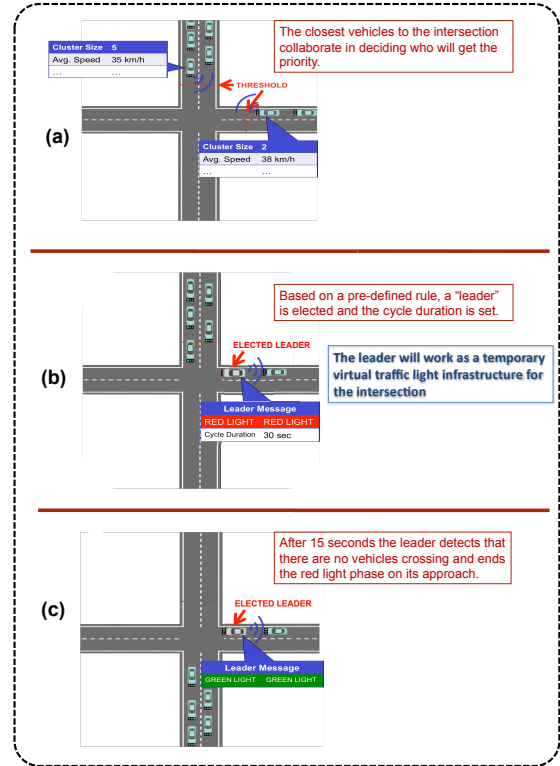 The closest vehicles to the intersection
collaborate in deciding who will get the
priority.
Cluster Size 5
Avg. Speed 35 km/h
... ...
THRESHOLD
(a)
Cluster Size 2
Avg. Speed 38 km/h
... ...
Based on a pre-defined rule, a “leader”
is elected and the cycle duration is set.
ELECTED LEADER
The leader will work as a temporary
virtual traffic light infrastructure for
the intersection
(b)
Leader Message
RED LIGHT RED LIGHT
Cycle Duration 30 sec
After 15 seconds the leader detects that
there are no vehicles crossing and ends
the red light phase on its approach.
(c)
ELECTED LEADER
Leader Message
GREEN LIGHT GREEN LIGHT